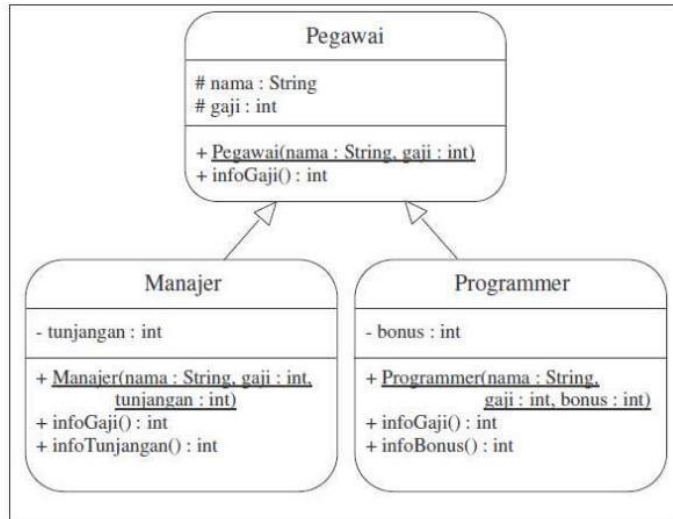 Pegawai
# nama : String
# gaji : int
+ Pegawai(nama : String, gaji : int)
+ infoGaji() : int
Manajer
- tunjangan : int
+ Manajer(nama : String, gaji : int,
tunjangan : int)
+ infoGaji() : int
+ infoTunjangan() : int
Programmer
- bonus : int
+ Programmer(nama : String,
gaji : int, bonus : int)
+ infoGaji() : int
+ infoBonus() : int